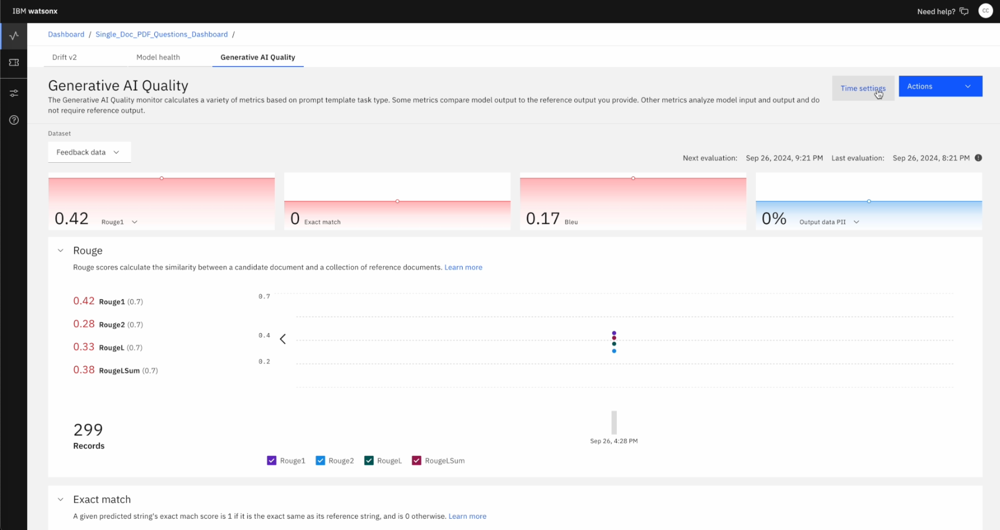 IBM watsonx
Need help?
CC
Dashboard / Single_Doc_PDF_Questions_Dashboard /
Drift v2
Model health
Generative AI Quality
Generative AI Quality
The Generative AI Quality monitor calculates a variety of metrics based on prompt template task type. Some metrics compare model output to the reference output you provide. Other metrics analyze model input and output and do
not require reference output.
Time settings
Actions
Dataset
Feedback data
Next evaluation: Sep 26, 2024, 9:21 PM Last evaluation: Sep 26, 2024, 8:21 PM
0.42 Rouge1
0 Exact match
0.17 Bleu
0% Output data PII
Rouge
Rouge scores calculate the similarity between a candidate document and a collection of reference documents. Learn more
0.42 Rouge1 (0.7)
0.28 Rouge2 (0.7)
0.33 RougeL (0.7)
0.38 RougeLSum (0.7)
0.7
0.4
0.2
299
Records
Sep 26, 4:28 PM
Rouge1 Rouge2 RougeL RougeLSum
Exact match
A given predicted string's exact mach score is 1 if it is the exact same as its reference string, and is 0 otherwise. Learn more